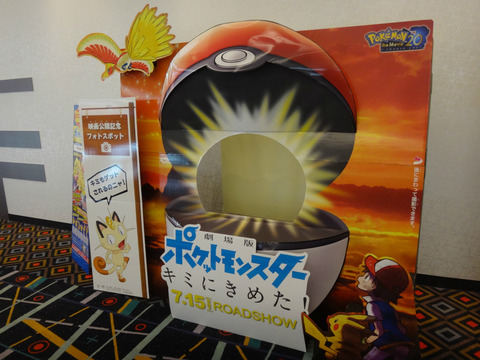 POKÉMON
the Movie 20
映画公開記念
フォトスポット
キミもゲット
されるのニャ!
劇場版
ポケットモンスター
キミにきめた
7.15 ROADSHOW